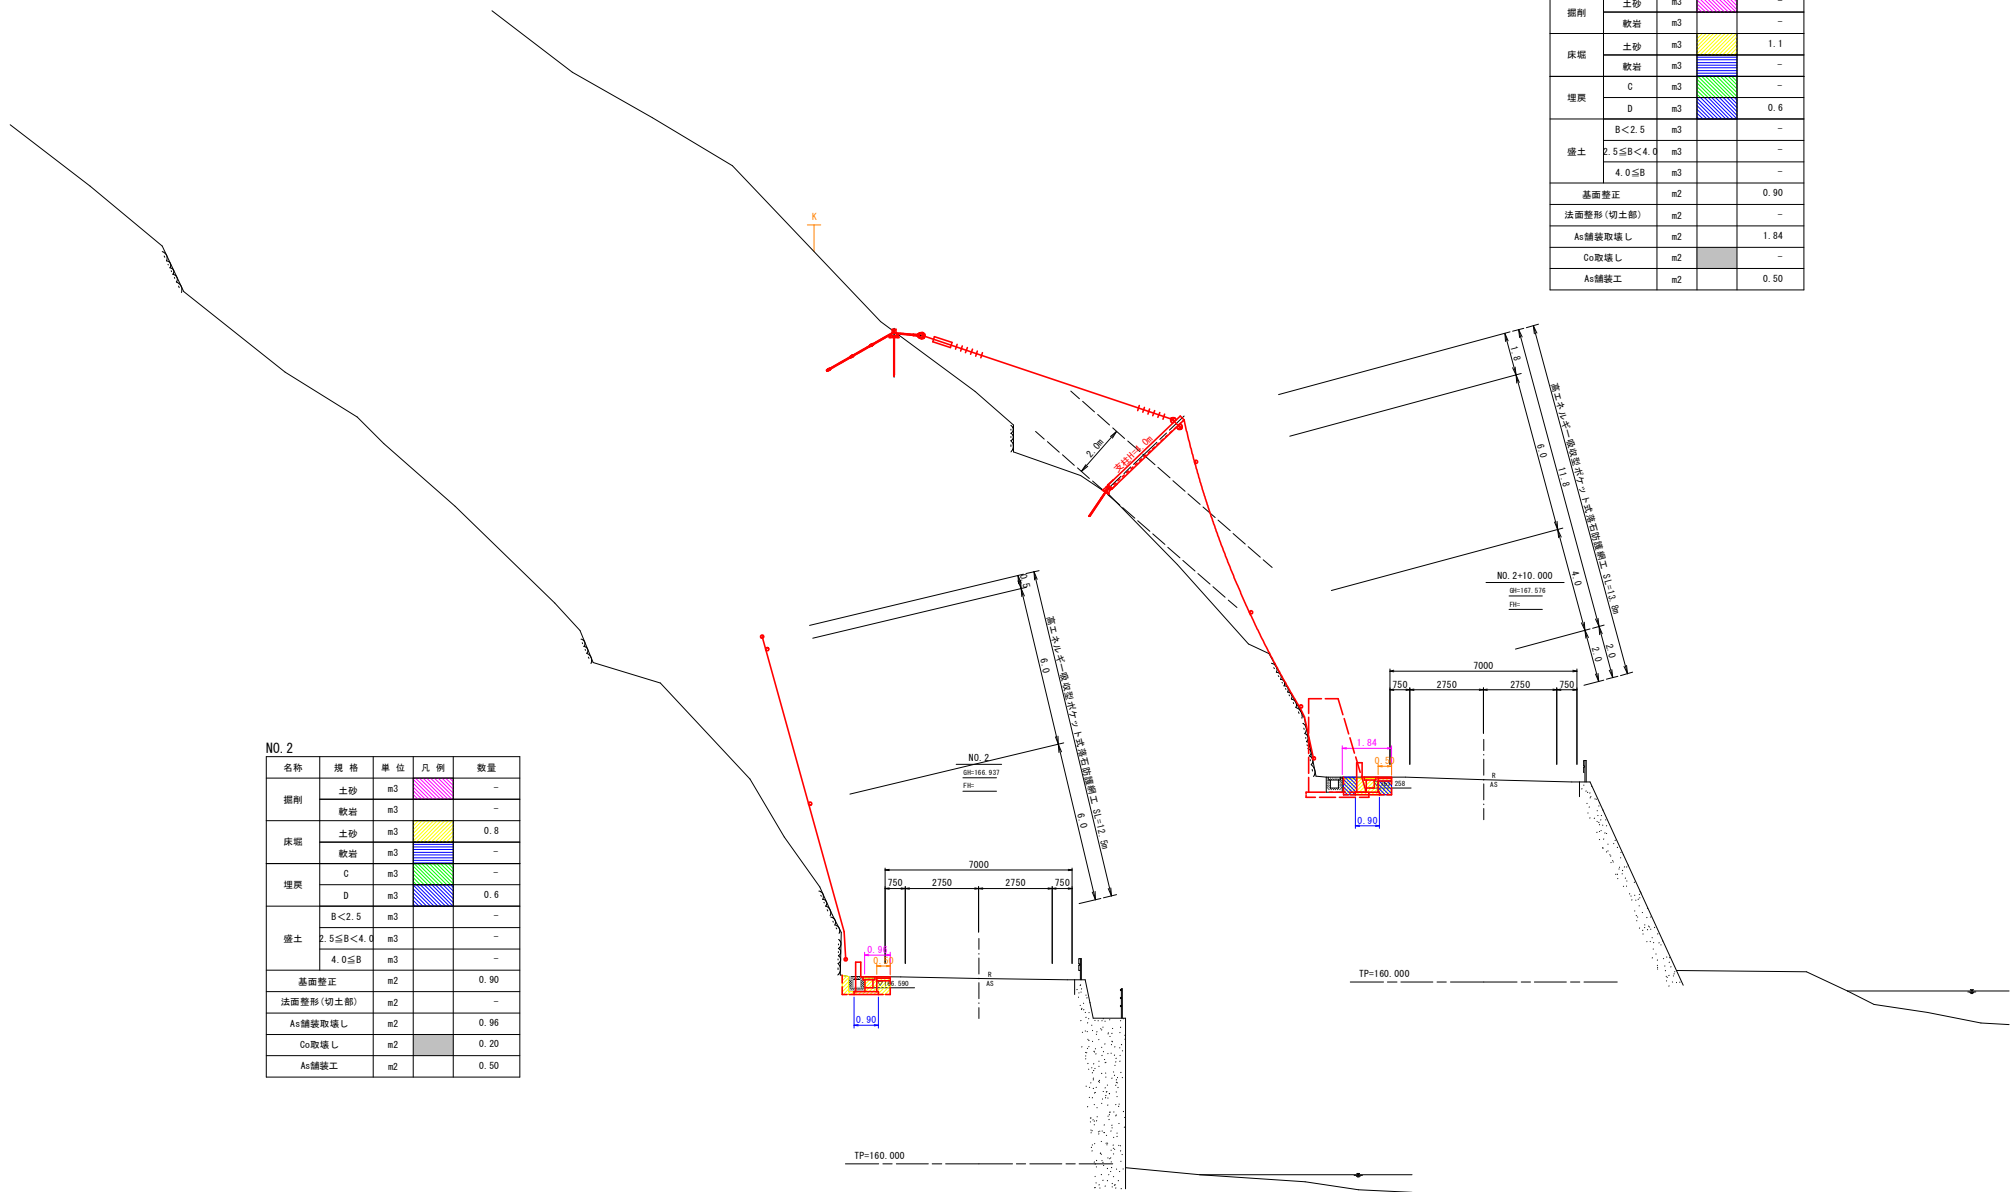 掘削 土砂 m3 -
軟岩 m3 -
床堀 土砂 m3 1.1
軟岩 m3 -
埋戻 C m3 -
D m3 0.6
盛土 B<2.5 m3 -
2.5≦B<4.0 m3 -
4.0≦B m3 -
基面整正 m2 0.90
法面整形(切土部) m2 -
As舗装取壊し m2 1.84
Co取壊し m2 -
As舗装工 m2 0.50
K
2.0m
1.8
6.0
11.8
4.0
2.0
2.0
高エネルギー吸収型ポケット式落石防護網工 SL=13.8m
NO.2+10.000
GH=167.576
FH=
7000
750 2750 2750 750
1.84
0.50
R
AS
0.90
TP=160.000
0.5
6.0
6.0
高エネルギー吸収型ポケット式落石防護網工 SL=12.5m
NO.2
GH=166.937
FH=
7000
750 2750 2750 750
0.96
0.50
166.590
R
AS
0.90
TP=160.000
NO.2
名称 規 格 単 位 凡 例 数量
掘削 土砂 m3 -
軟岩 m3 -
床堀 土砂 m3 0.8
軟岩 m3 -
埋戻 C m3 -
D m3 0.6
盛土 B<2.5 m3 -
2.5≦B<4.0 m3 -
4.0≦B m3 -
基面整正 m2 0.90
法面整形(切土部) m2 -
As舗装取壊し m2 0.96
Co取壊し m2 0.20
As舗装工 m2 0.50